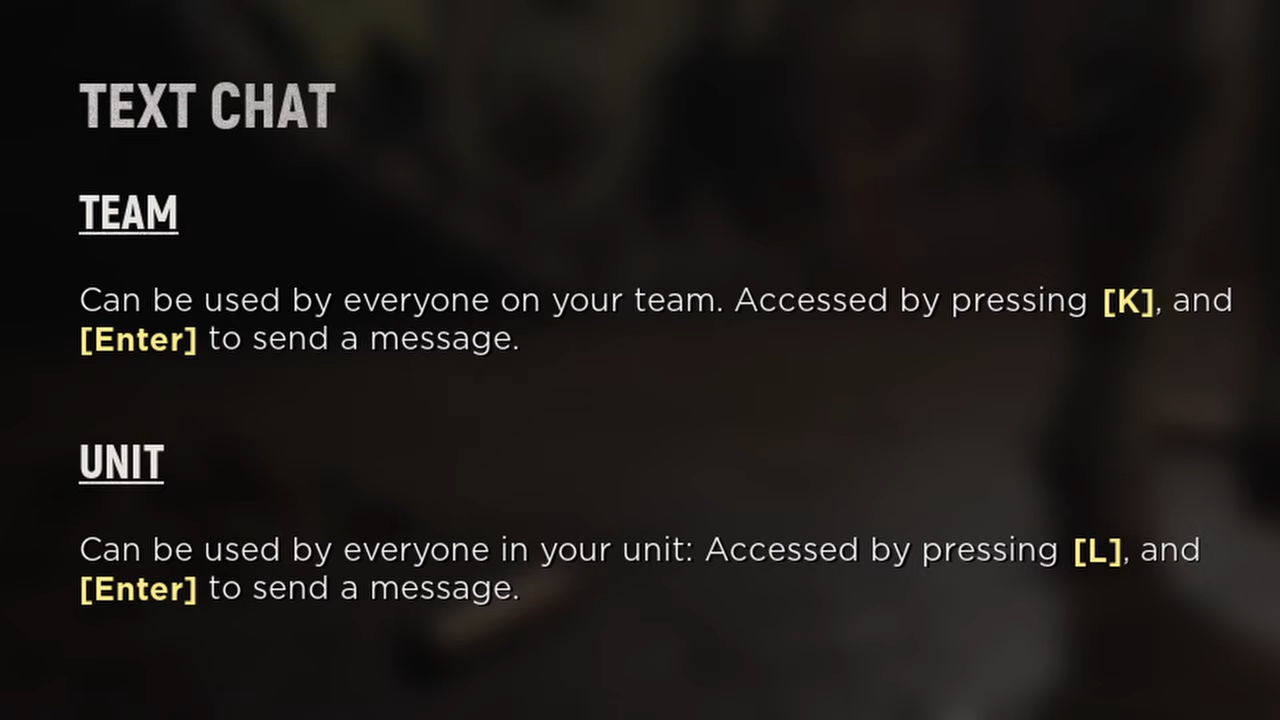 TEXT CHAT
TEAM
Can be used by everyone on your team. Accessed by pressing [K], and
[Enter] to send a message.
UNIT
Can be used by everyone in your unit: Accessed by pressing [L], and
[Enter] to send a message.